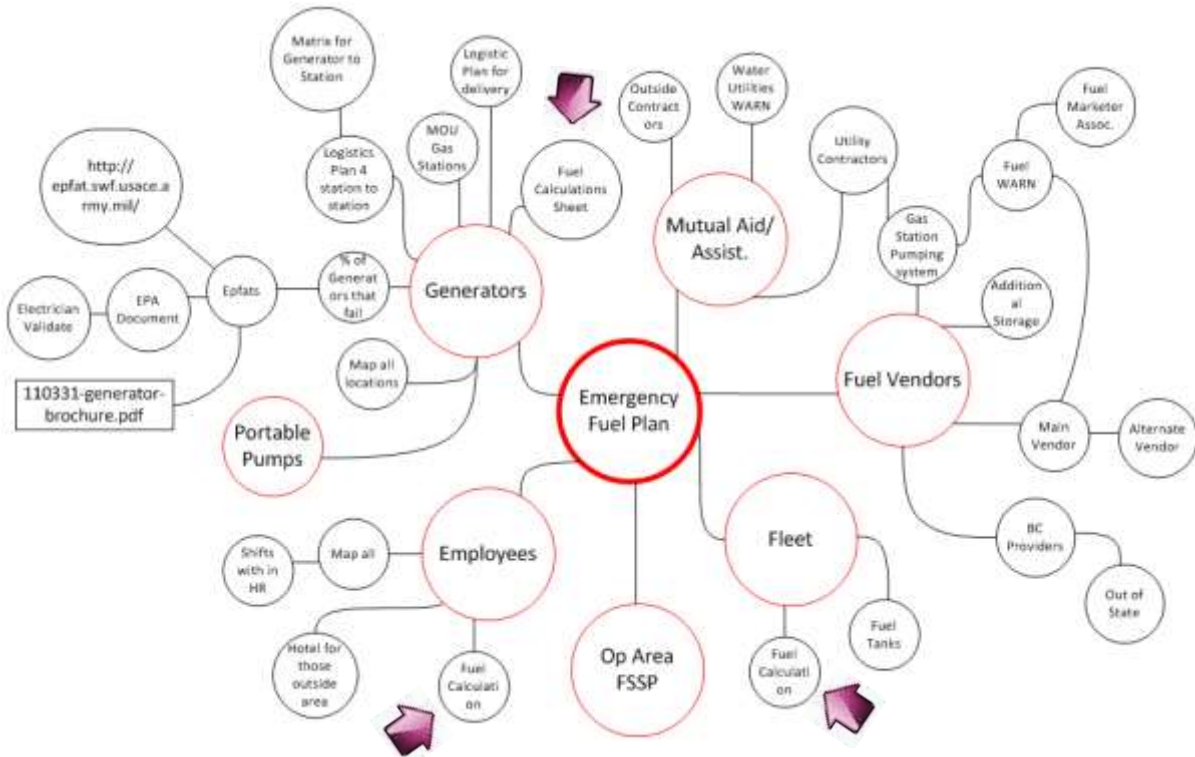 Matrix for
Generator to
Station
Logistic
Plan for
delivery
Outside
Contract
ors
Water
Utilities
WARN
Fuel
Marketer
Assoc.
MOU
Gas
Stations
Logistics
Plan 4
station to
station
Fuel
Calculations
Sheet
Utility
Contractors
Fuel
WARN
http://
epfat.swf.usace.a
rmy.mil/
Mutual Aid/
Assist.
Gas
Station
Pumping
system
Electrician
Validate
EPA
Document
Epfats
% of
Generat
ors that
fail
Generators
Addition
al
Storage
110331-generator-
brochure.pdf
Map all
locations
Emergency
Fuel Plan
Fuel Vendors
Portable
Pumps
Main
Vendor
Alternate
Vendor
Shifts
with in
HR
Map all
Employees
Fleet
BC
Providers
Out of
State
Hotal for
those
outside
area
Fuel
Calculati
on
Op Area
FSSP
Fuel
Calculati
on
Fuel
Tanks